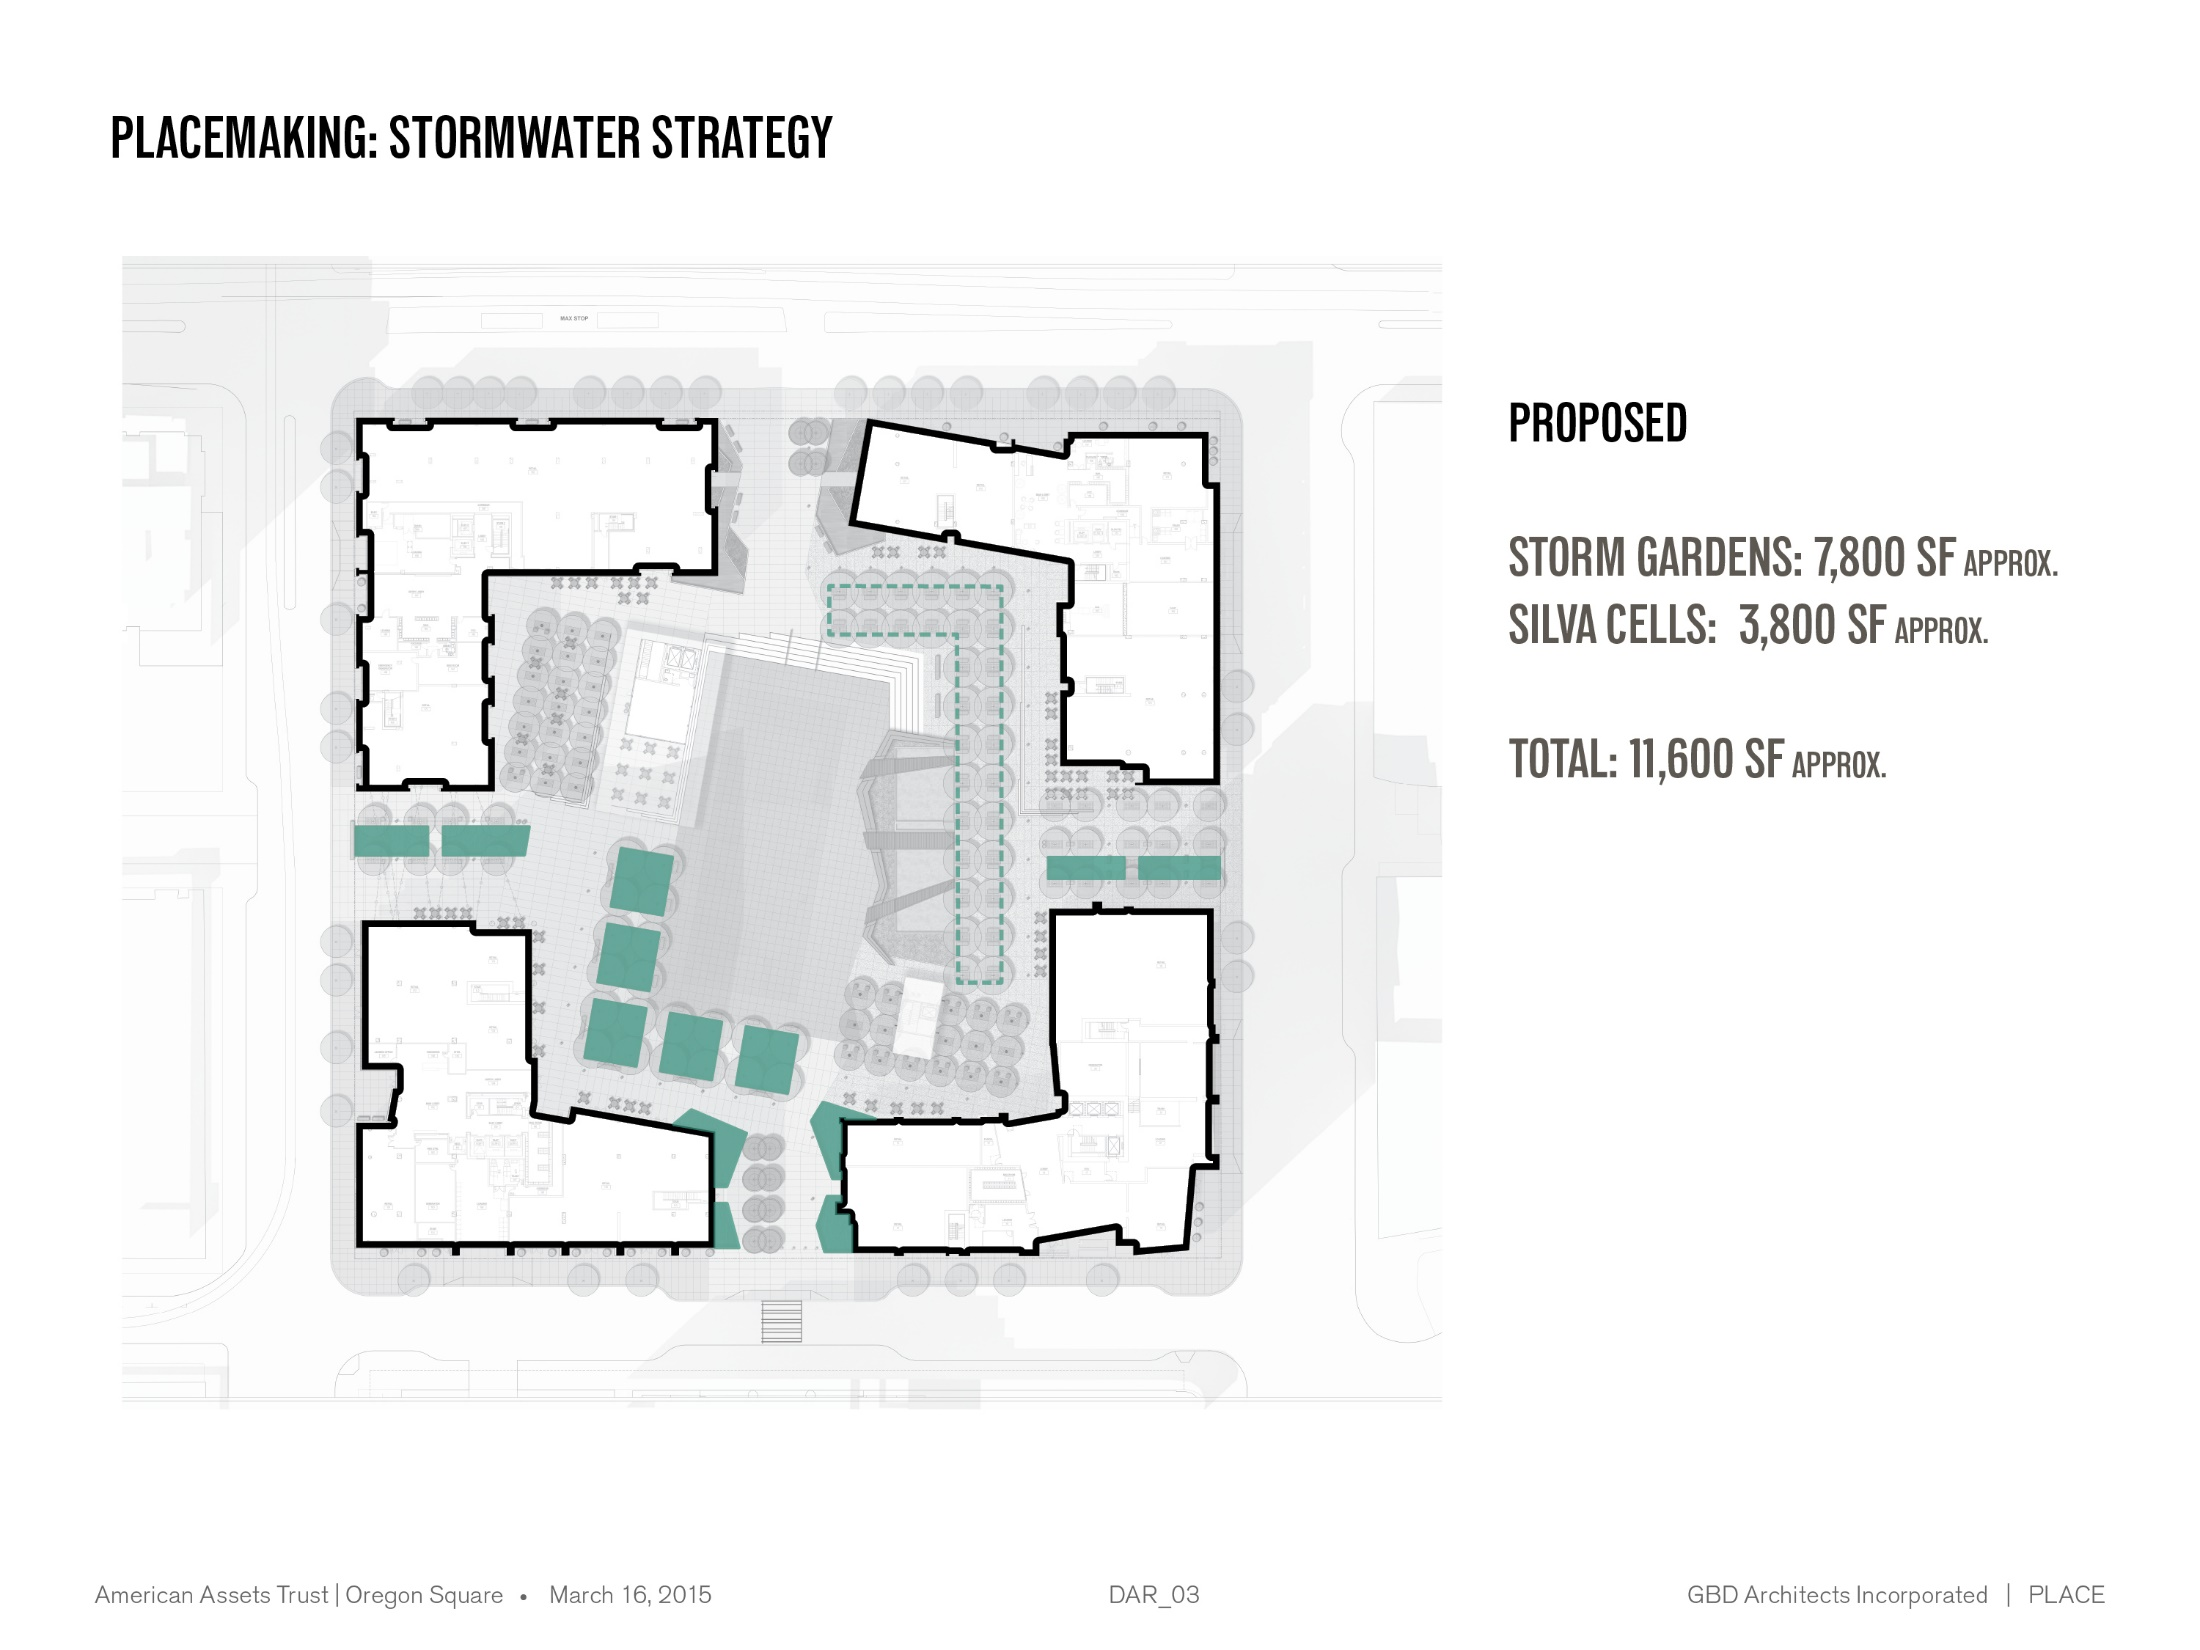 PLACEMAKING: STORMWATER STRATEGY
MAX STOP
PROPOSED
STORM GARDENS: 7,800 SF APPROX.
SILVA CELLS: 3,800 SF APPROX.
TOTAL: 11,600 SF APPROX.
American Assets Trust | Oregon Square • March 16, 2015
DAR_03
GBD Architects Incorporated | PLACE